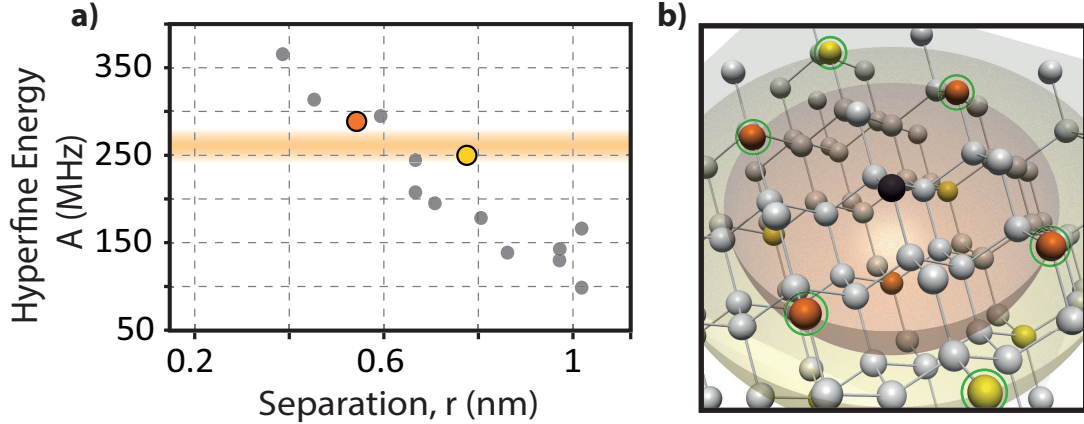 a)
Hyperfine Energy
A (MHz)
350
250
150
50
0.2
0.6
1
Separation, r (nm)
b)